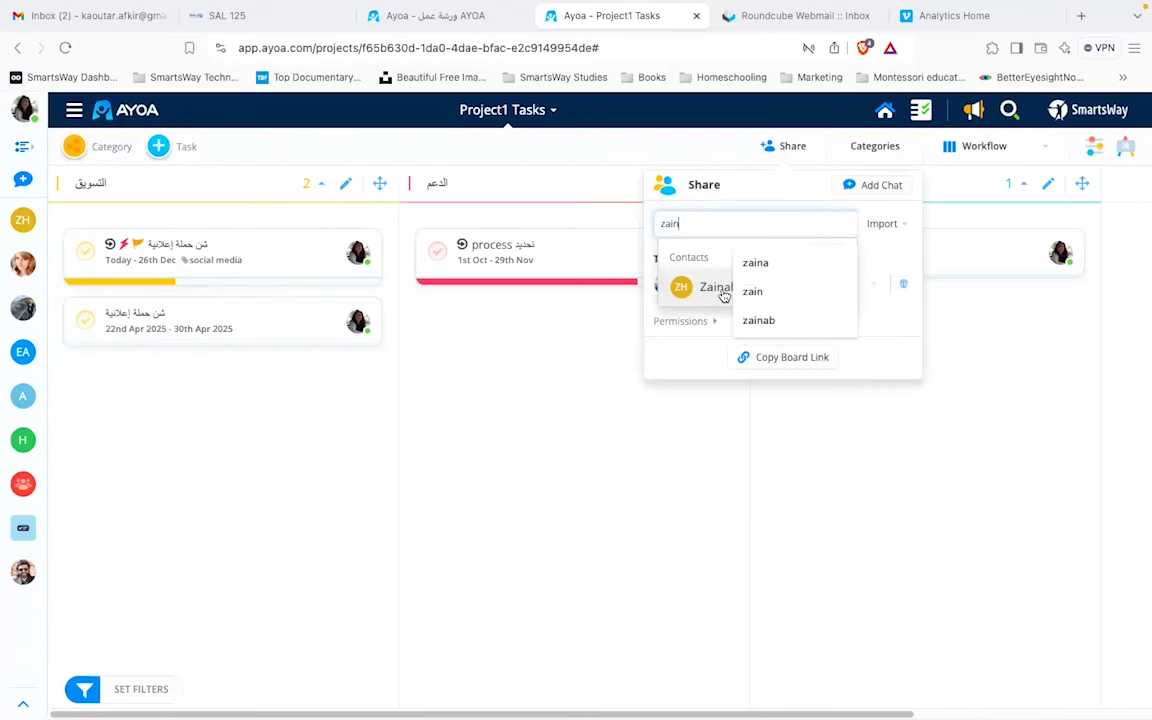 Inbox (2) - kaoutar.afkir@gma
SAL 125
Ayoa - ورشة عمل AYOA
Ayoa - Project1 Tasks
Roundcube Webmail :: Inbox
Analytics Home
app.ayoa.com/projects/f65b630d-1da0-4dae-bfac-e2c9149954de#
4
VPN
SmartsWay Dashb...
SmartsWay Techn...
Top Documentary...
Beautiful Free Ima...
SmartsWay Studies
Books
Homeschooling
Marketing
Montessori educat...
BetterEyesightNo...
AYOA
Project1 Tasks
SmartsWay
Category
Task
Share
Categories
Workflow
التسويق
2
الدعم
1
Share
Add Chat
zain
Import
Contacts
ZH
Zainab
zaina
zain
zainab
Permissions
Copy Board Link
شن حملة إعلانية
Today - 26th Dec
social media
شن حملة إعلانية
22nd Apr 2025 - 30th Apr 2025
تحديد process
1st Oct - 29th Nov
ZH
EA
A
H
SET FILTERS